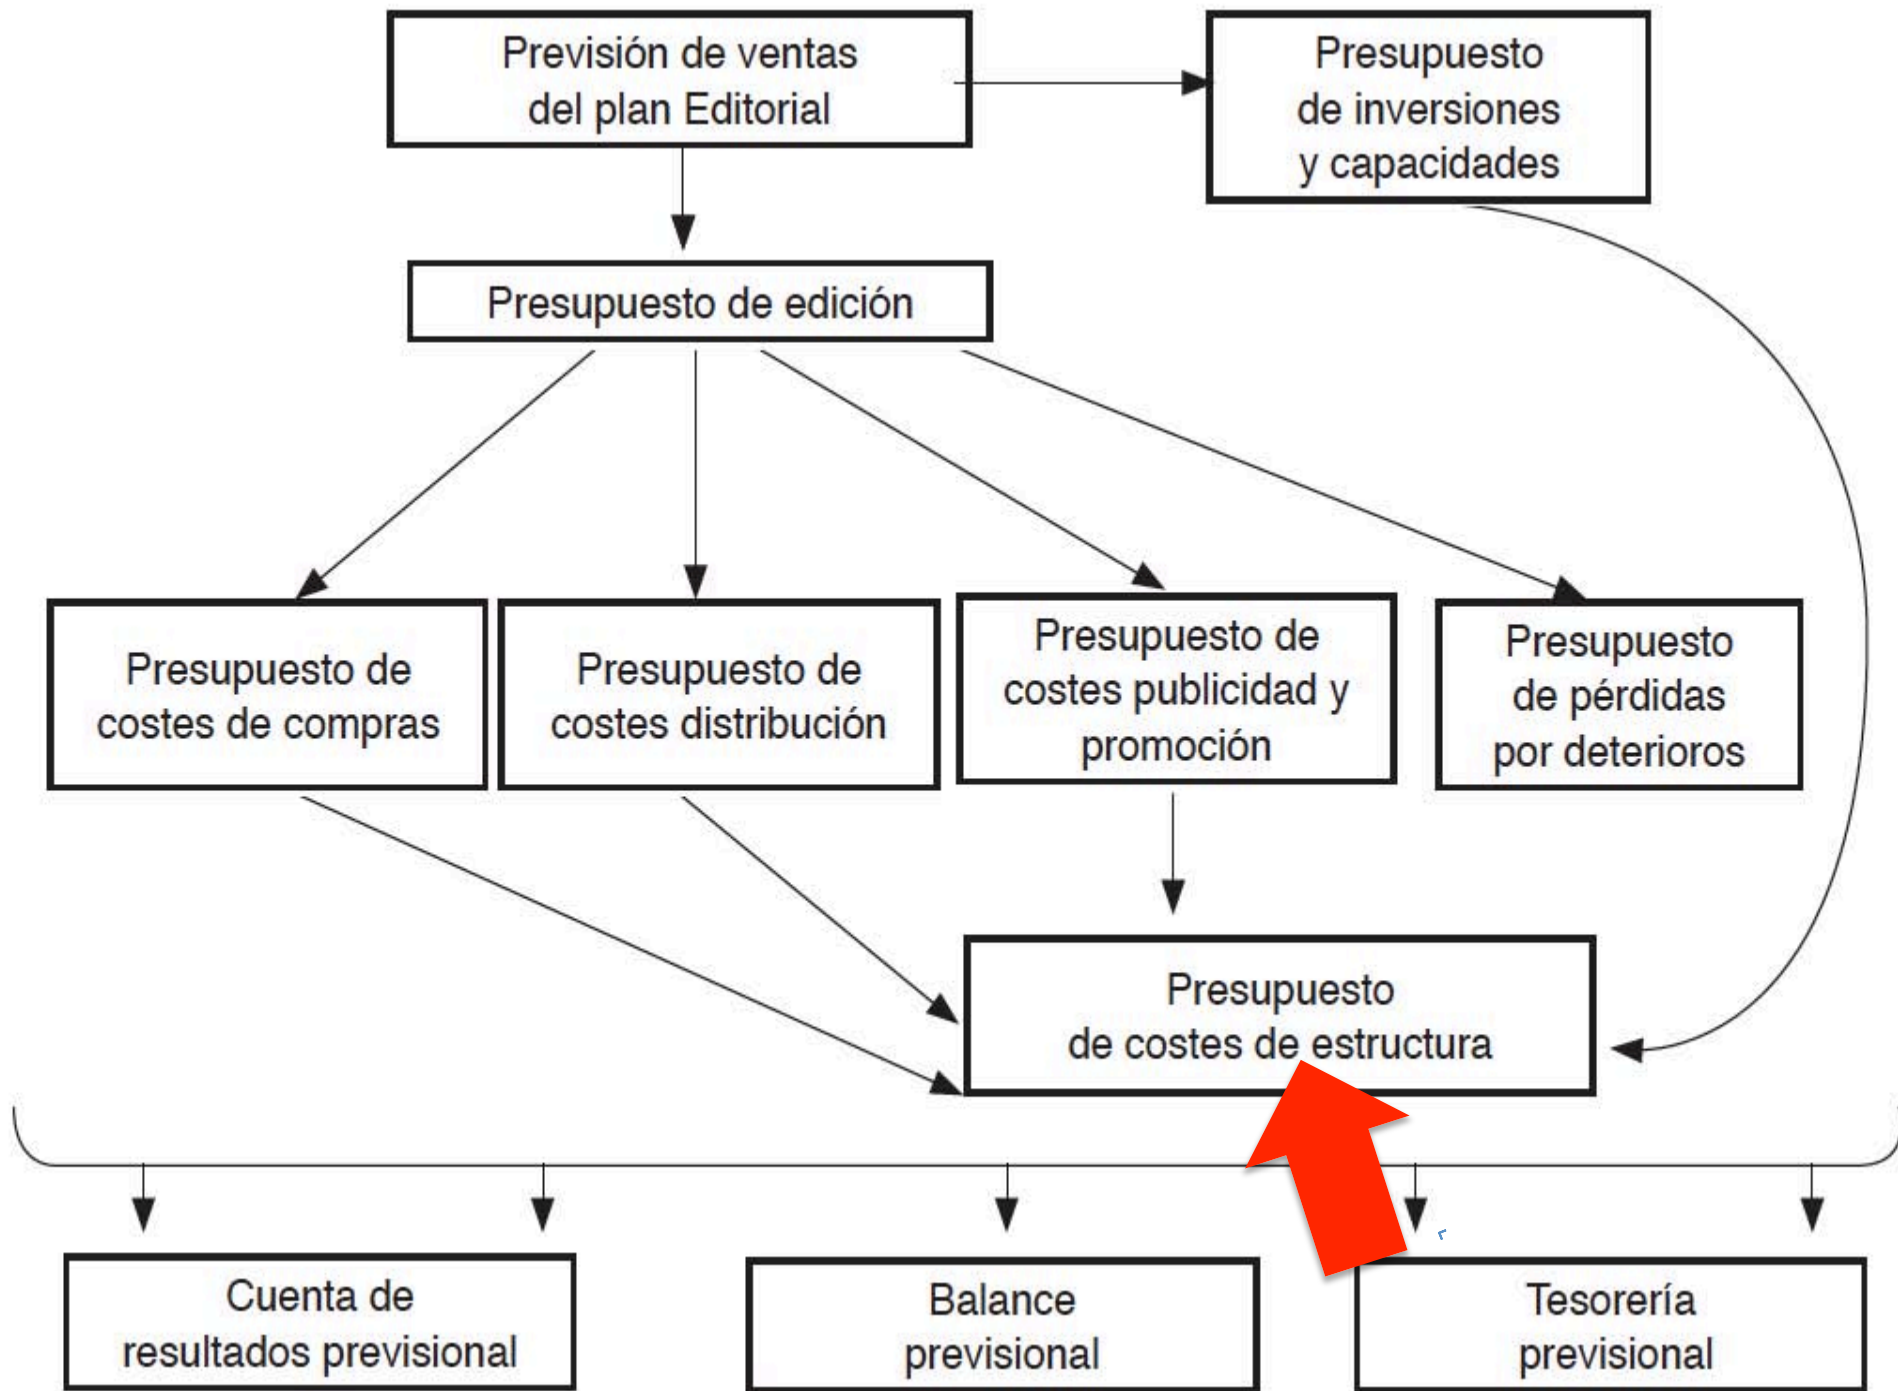 Previsión de ventas
del plan Editorial
Presupuesto
de inversiones
y capacidades
Presupuesto de edición
Presupuesto de
costes de compras
Presupuesto de
costes distribución
Presupuesto de
costes publicidad y
promoción
Presupuesto
de pérdidas
por deterioros
Presupuesto
de costes de estructura
Cuenta de
resultados previsional
Balance
previsional
Tesorería
previsional